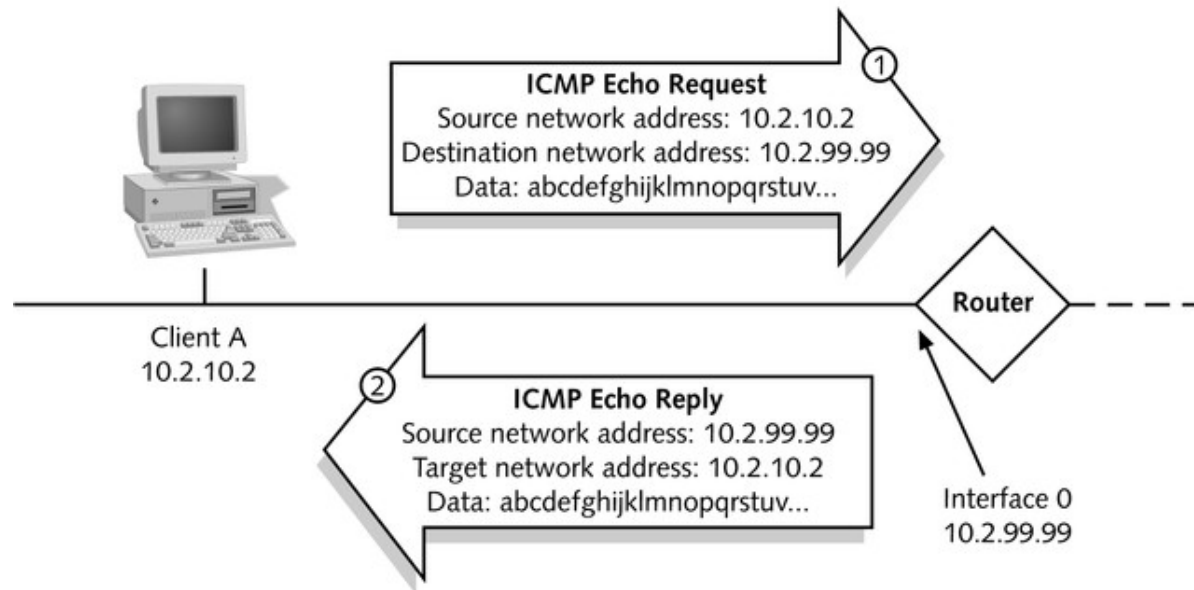 1
ICMP Echo Request
Source network address: 10.2.10.2
Destination network address: 10.2.99.99
Data: abcdefghijklmnopqrstuv...
Router
Client A
10.2.10.2
2
ICMP Echo Reply
Source network address: 10.2.99.99
Target network address: 10.2.10.2
Data: abcdefghijklmnopqrstuv...
Interface 0
10.2.99.99